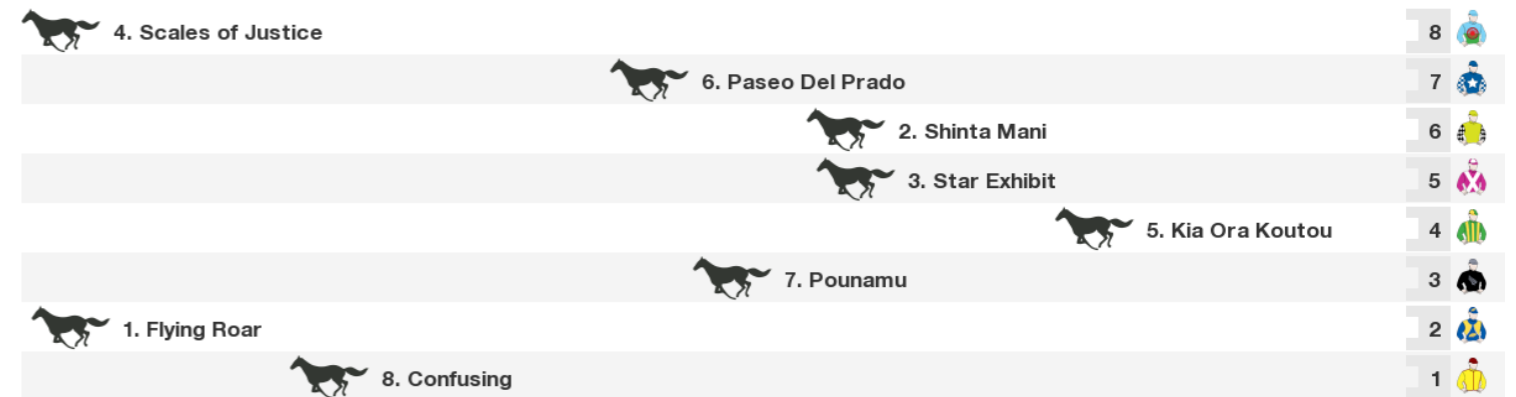 4. Scales of Justice 8
6. Paseo Del Prado 7
2. Shinta Mani 6
3. Star Exhibit 5
5. Kia Ora Koutou 4
7. Pounamu 3
1. Flying Roar 2
8. Confusing 1